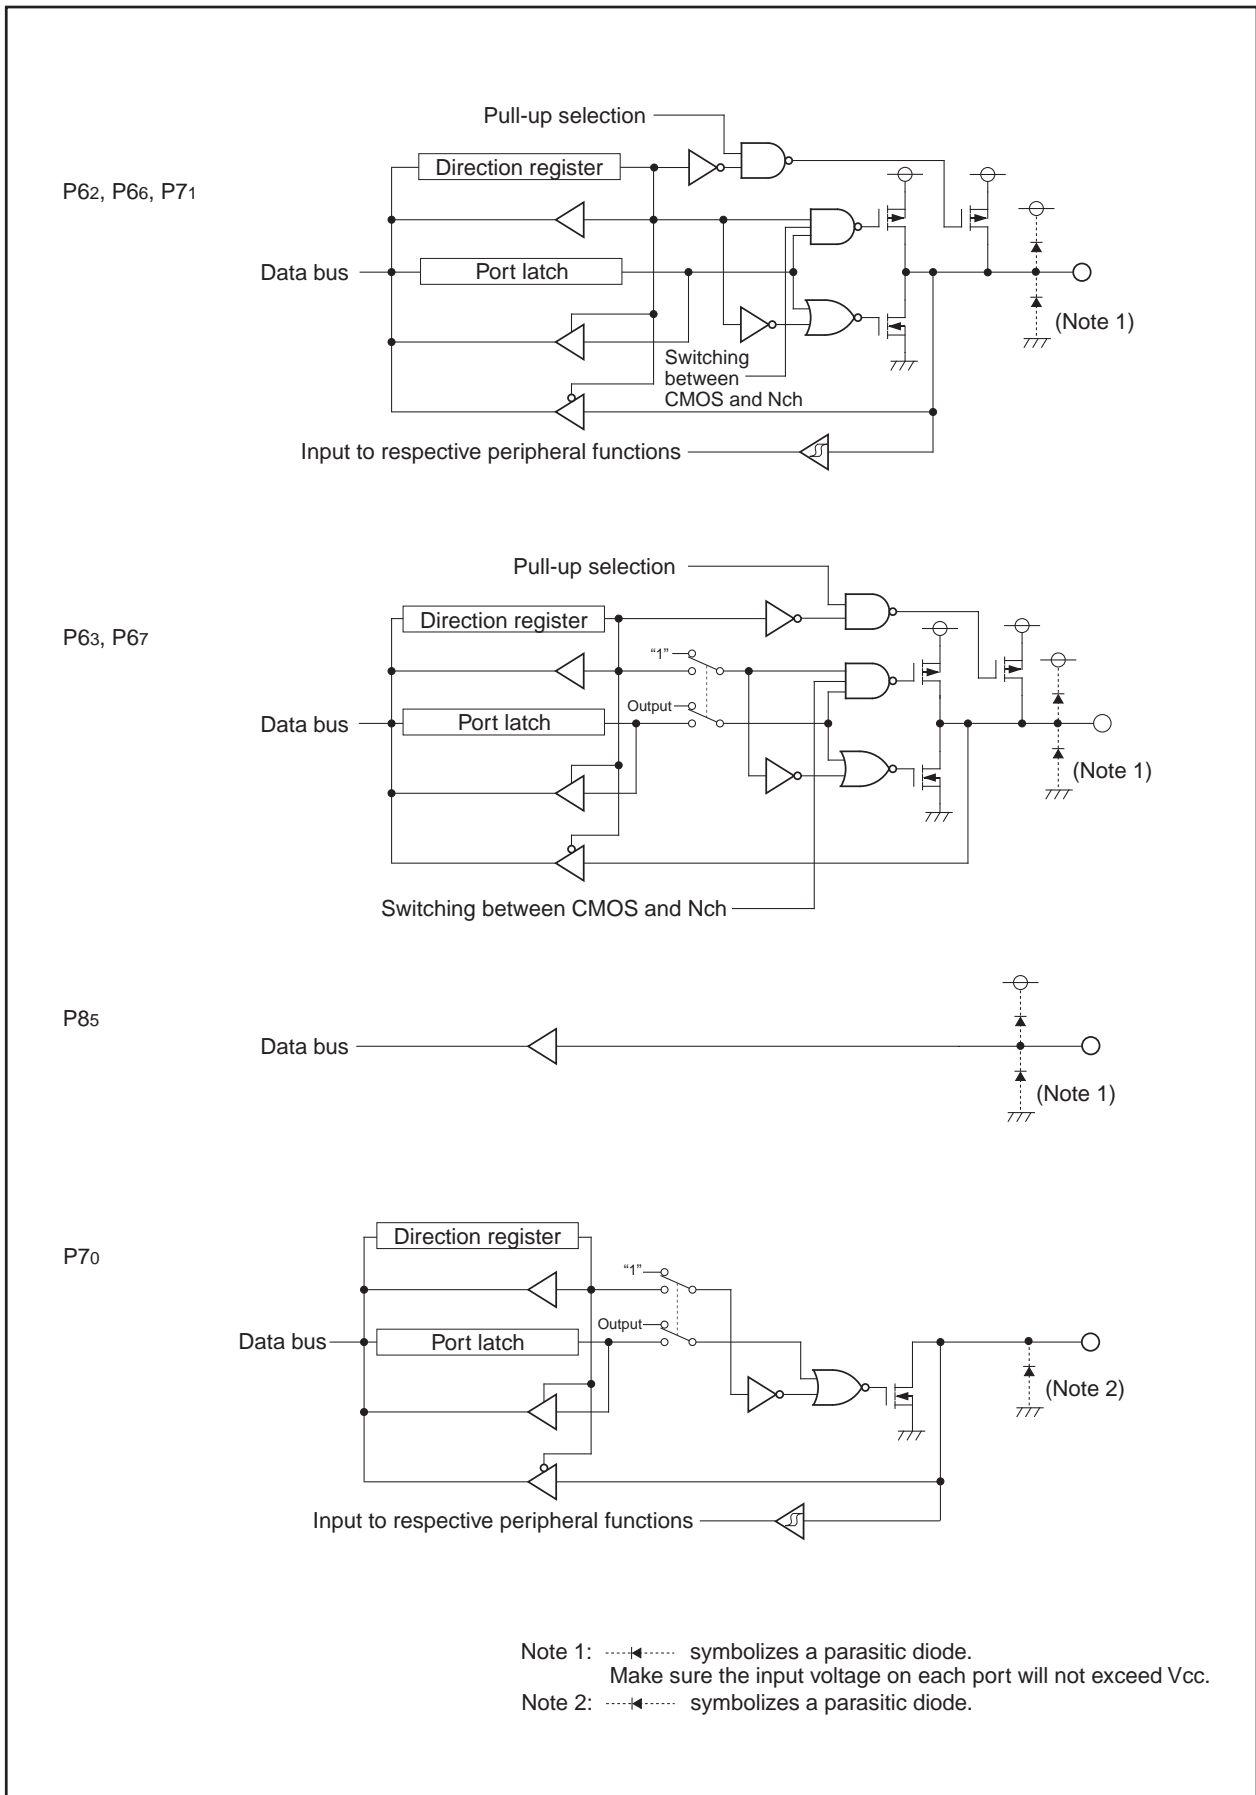 Pull-up selection
Direction register
P62, P66, P71
Data bus
Port latch
(Note 1)
Switching
between
CMOS and Nch
Input to respective peripheral functions
Pull-up selection
Direction register
P63, P67
“1”
Output
Data bus
Port latch
(Note 1)
Switching between CMOS and Nch
P85
Data bus
(Note 1)
Direction register
P70
“1”
Output
Data bus
Port latch
(Note 2)
Input to respective peripheral functions
Note 1: symbolizes a parasitic diode.
Make sure the input voltage on each port will not exceed Vcc.
Note 2: symbolizes a parasitic diode.